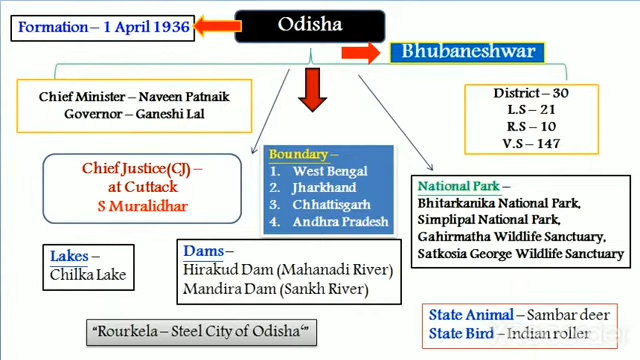 Odisha
Formation – 1 April 1936
Bhubaneshwar
Chief Minister – Naveen Patnaik
Governor – Ganeshi Lal
District – 30
L.S – 21
R.S – 10
V.S – 147
Chief Justice(CJ) –
at Cuttack
S Muralidhar
Boundary –
1. West Bengal
2. Jharkhand
3. Chhattisgarh
4. Andhra Pradesh
National Park –
Bhitarkanika National Park,
Simplipal National Park,
Gahirmatha Wildlife Sanctuary,
Satkosia George Wildlife Sanctuary
Lakes –
Chilka Lake
Dams–
Hirakud Dam (Mahanadi River)
Mandira Dam (Sankh River)
State Animal – Sambar deer
State Bird – Indian roller
"Rourkela – Steel City of Odisha"